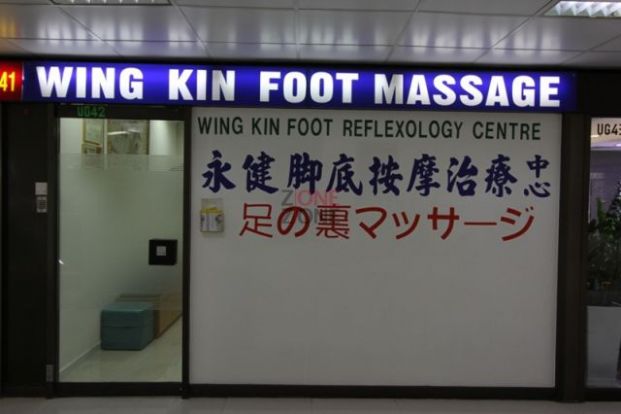 41
WING KIN FOOT MASSAGE
UG42
WING KIN FOOT REFLEXOLOGY CENTRE
永健脚底按摩治療中心
足の裏マッサージ
ZONE